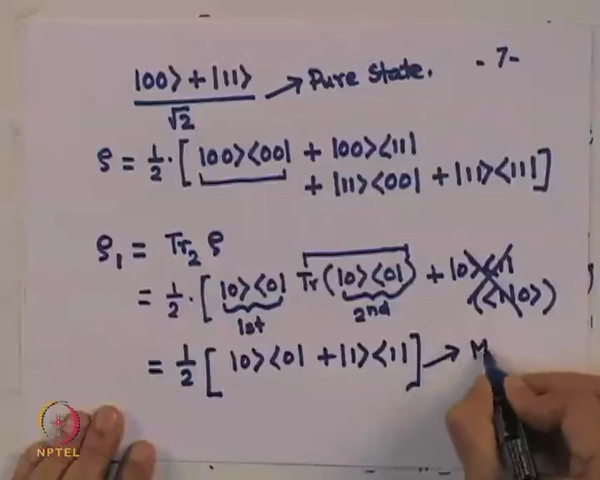 |00⟩ + |11⟩ → Pure State. - 7 -
√2
ρ = 1/2 · [ |00⟩⟨00| + |00⟩⟨11|
+ |11⟩⟨00| + |11⟩⟨11| ]
ρ₁ = Tr₂ ρ
= 1/2 · [ |0⟩⟨0| Tr( |0⟩⟨0| ) + |0⟩⟨1|
1st 2nd (⟨1|0⟩)
= 1/2 [ |0⟩⟨0| + |1⟩⟨1| ] → M
NPTEL